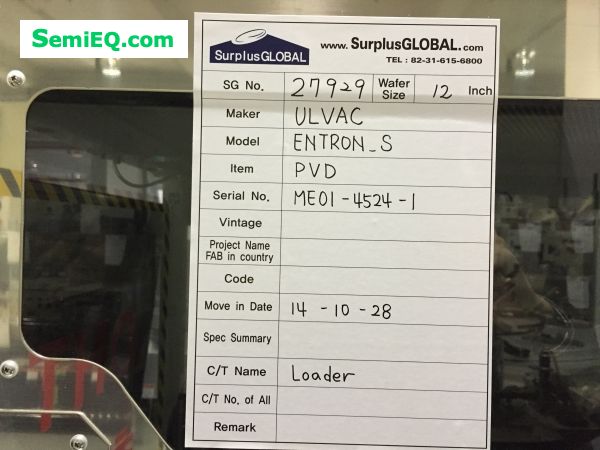 SemiEQ.com
SurplusGLOBAL
www.SurplusGLOBAL.com
TEL : 82-31-615-6800
SG No. 27929 Wafer Size 12 Inch
Maker ULVAC
Model ENTRON_S
Item PVD
Serial No. ME01-4524-1
Vintage
Project Name
FAB in country
Code
Move in Date 14-10-28
Spec Summary
C/T Name Loader
C/T No. of All
Remark